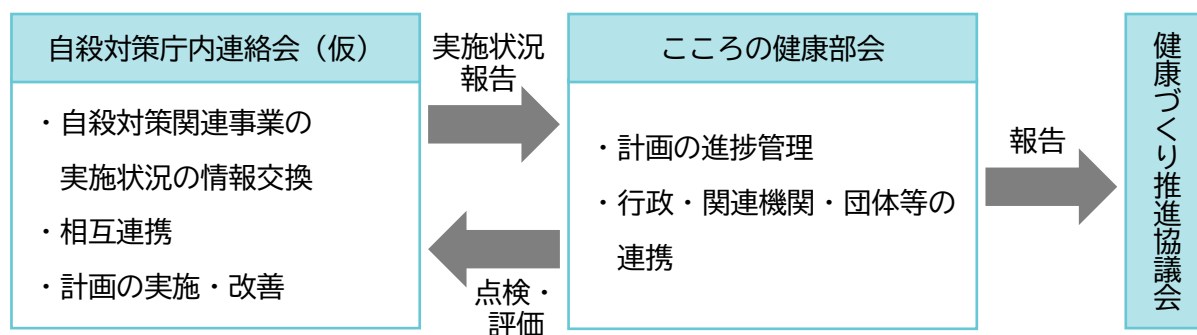 自殺対策庁内連絡会（仮）
・自殺対策関連事業の
実施状況の情報交換
・相互連携
・計画の実施・改善
実施状況
報告
点検・
評価
こころの健康部会
・計画の進捗管理
・行政・関連機関・団体等の
連携
報告
健康づくり推進協議会